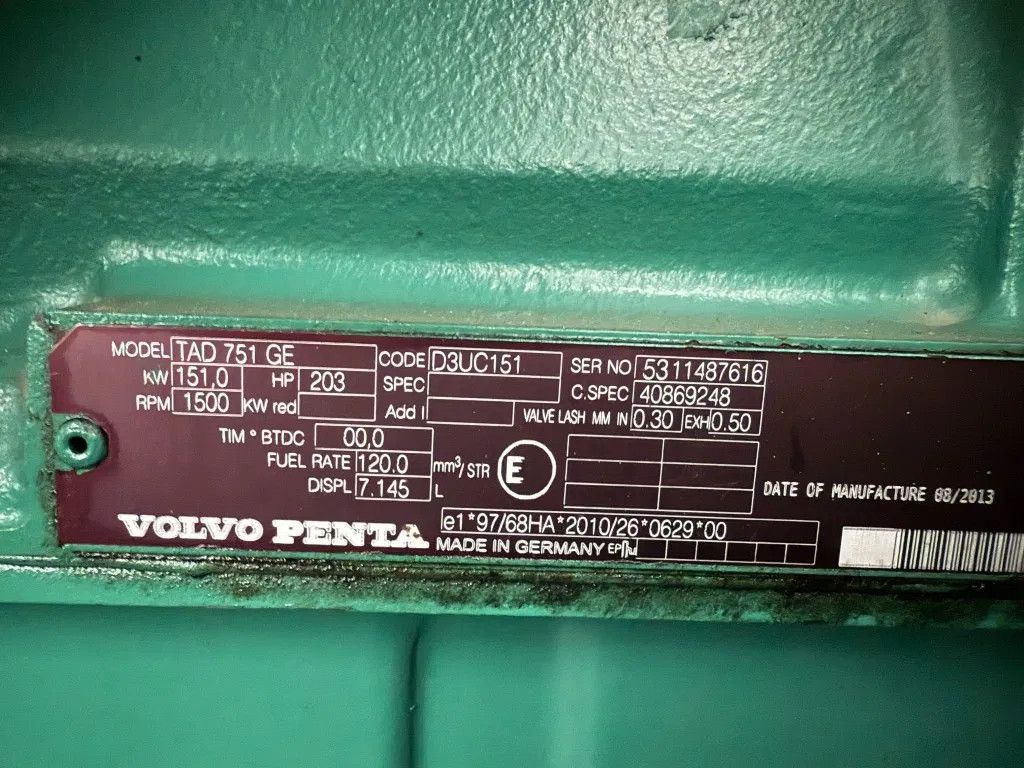 MODEL TAD 751 GE CODE D3UC151 SER NO 5311487616
KW 151,0 HP 203 SPEC C.SPEC 40869248
RPM 1500 KW red Add I VALVE LASH MM IN 0.30 EXH 0.50
TIM ° BTDC 00,0
FUEL RATE 120.0 mm³/STR E
DISPL 7.145 L
DATE OF MANUFACTURE 08/2013
VOLVO PENTA e1*97/68HA*2010/26*0629*00
MADE IN GERMANY